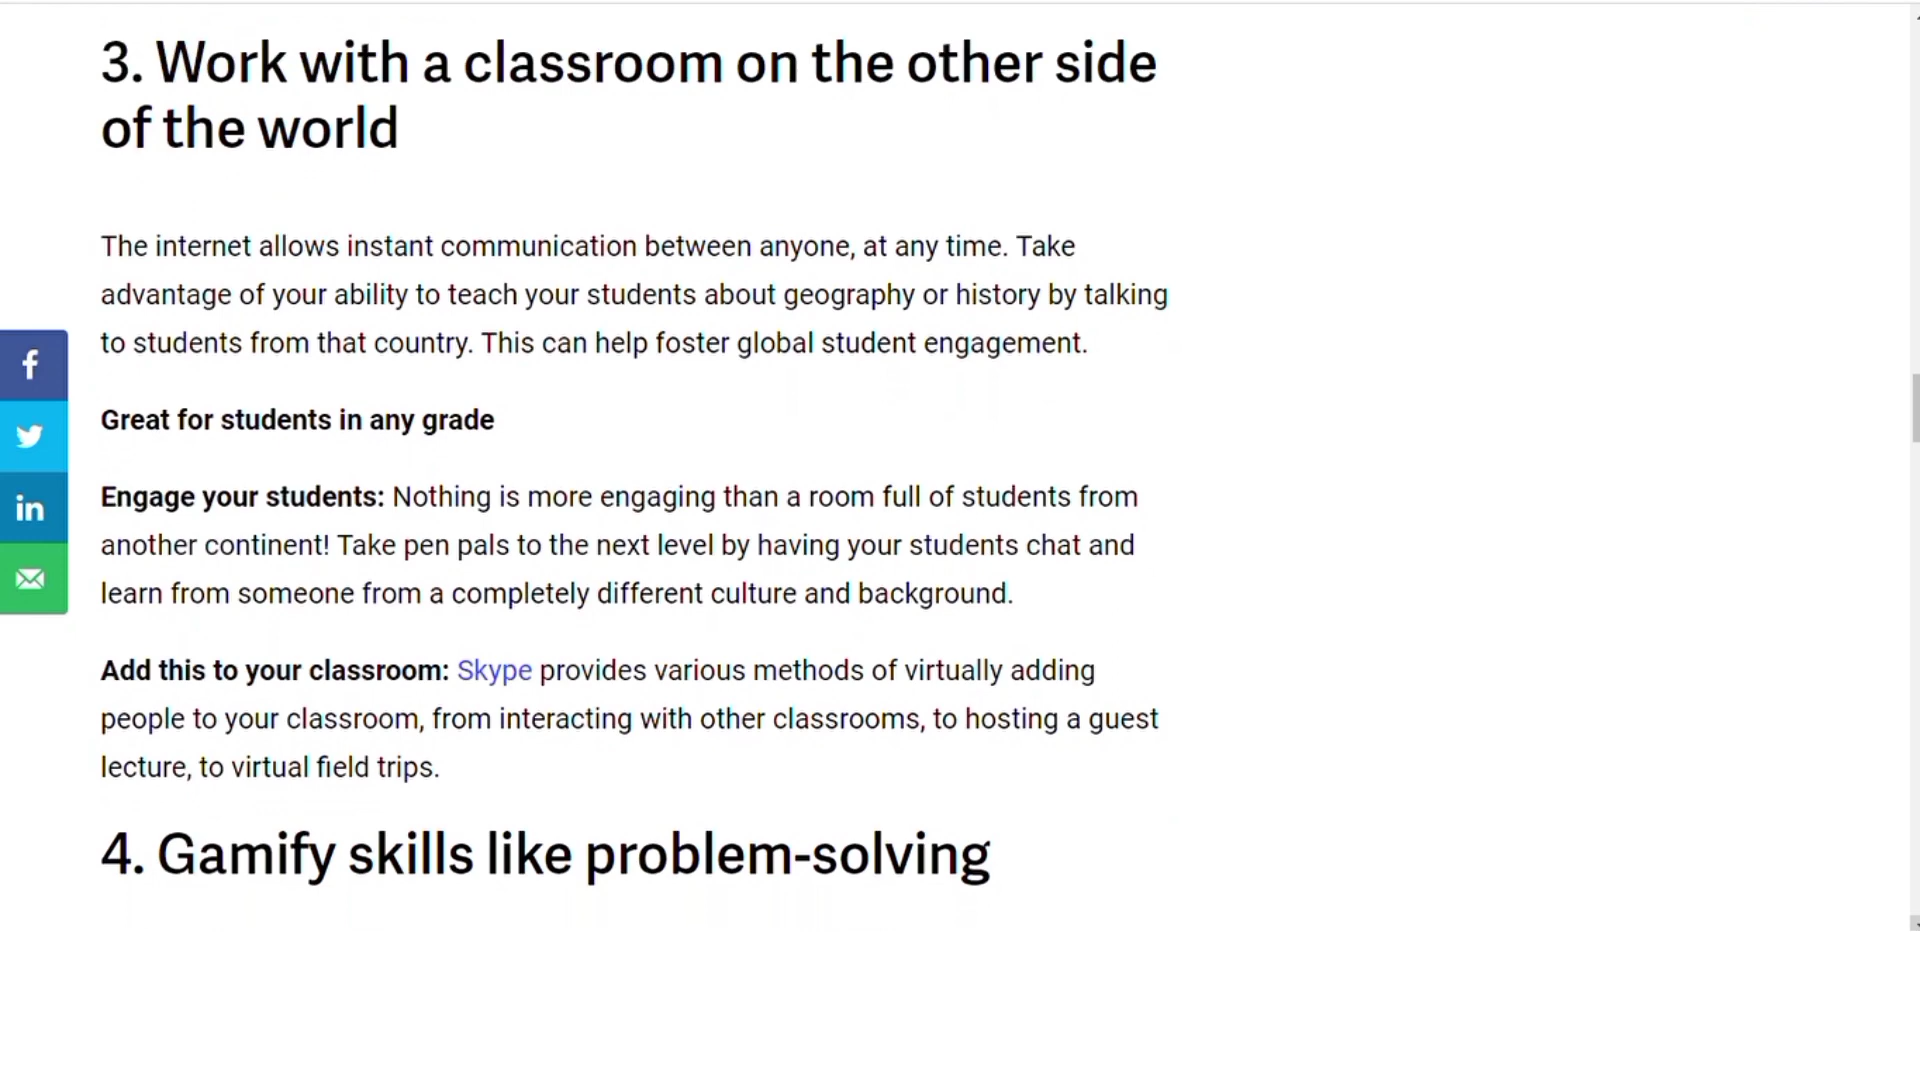 3. Work with a classroom on the other side
of the world
The internet allows instant communication between anyone, at any time. Take
advantage of your ability to teach your students about geography or history by talking
to students from that country. This can help foster global student engagement.
Great for students in any grade
Engage your students: Nothing is more engaging than a room full of students from
another continent! Take pen pals to the next level by having your students chat and
learn from someone from a completely different culture and background.
Add this to your classroom: Skype provides various methods of virtually adding
people to your classroom, from interacting with other classrooms, to hosting a guest
lecture, to virtual field trips.
4. Gamify skills like problem-solving